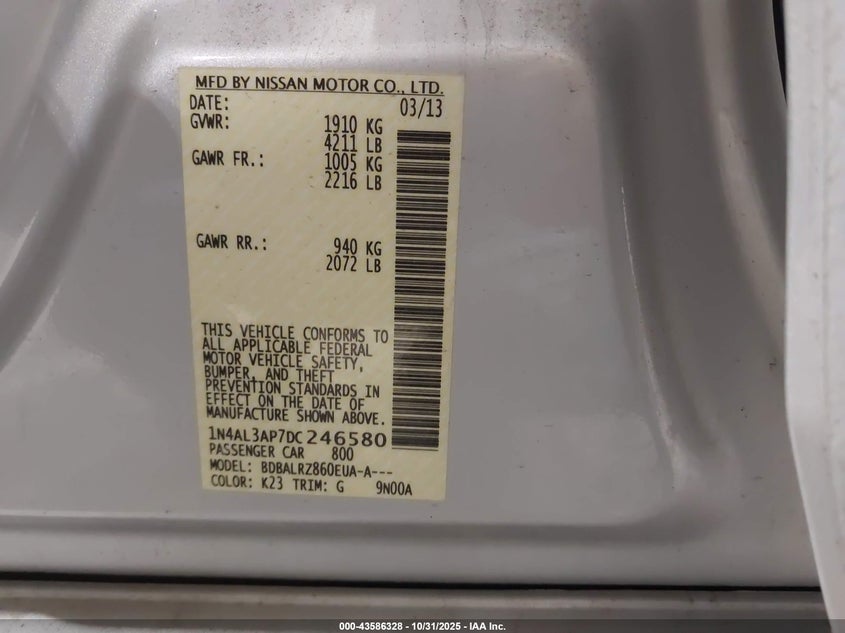 MFD BY NISSAN MOTOR CO., LTD.
DATE: 03/13
GVWR: 1910 KG
4211 LB
GAWR FR.: 1005 KG
2216 LB
GAWR RR.: 940 KG
2072 LB
THIS VEHICLE CONFORMS TO
ALL APPLICABLE FEDERAL
MOTOR VEHICLE SAFETY,
BUMPER, AND THEFT
PREVENTION STANDARDS IN
EFFECT ON THE DATE OF
MANUFACTURE SHOWN ABOVE.
1N4AL3AP7DC246580
PASSENGER CAR 800
MODEL: BDBALRZ860EUA-A---
COLOR: K23 TRIM: G 9N00A
000-43586328 - 10/31/2025 - IAA Inc.